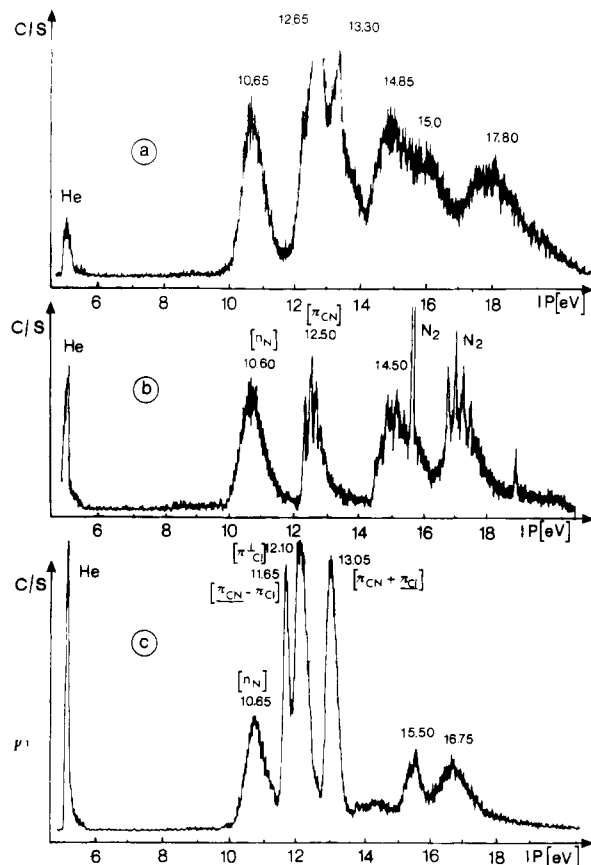 C/S
12.65
13.30
10.65
14.85
15.0
17.80
a
He
6 8 10 12 14 16 18
IP[eV]
C/S
He
b
[nN]
10.60
[πCN]
12.50
14.50
N2
N2
6 8 10 12 14 16 18
IP[eV]
C/S
He
c
[π⊥Cl]
12.10
11.65
[πCN - πCl]
13.05
[πCN + πCl]
[nN]
10.65
15.50
16.75
6 8 10 12 14 16 18
IP[eV]